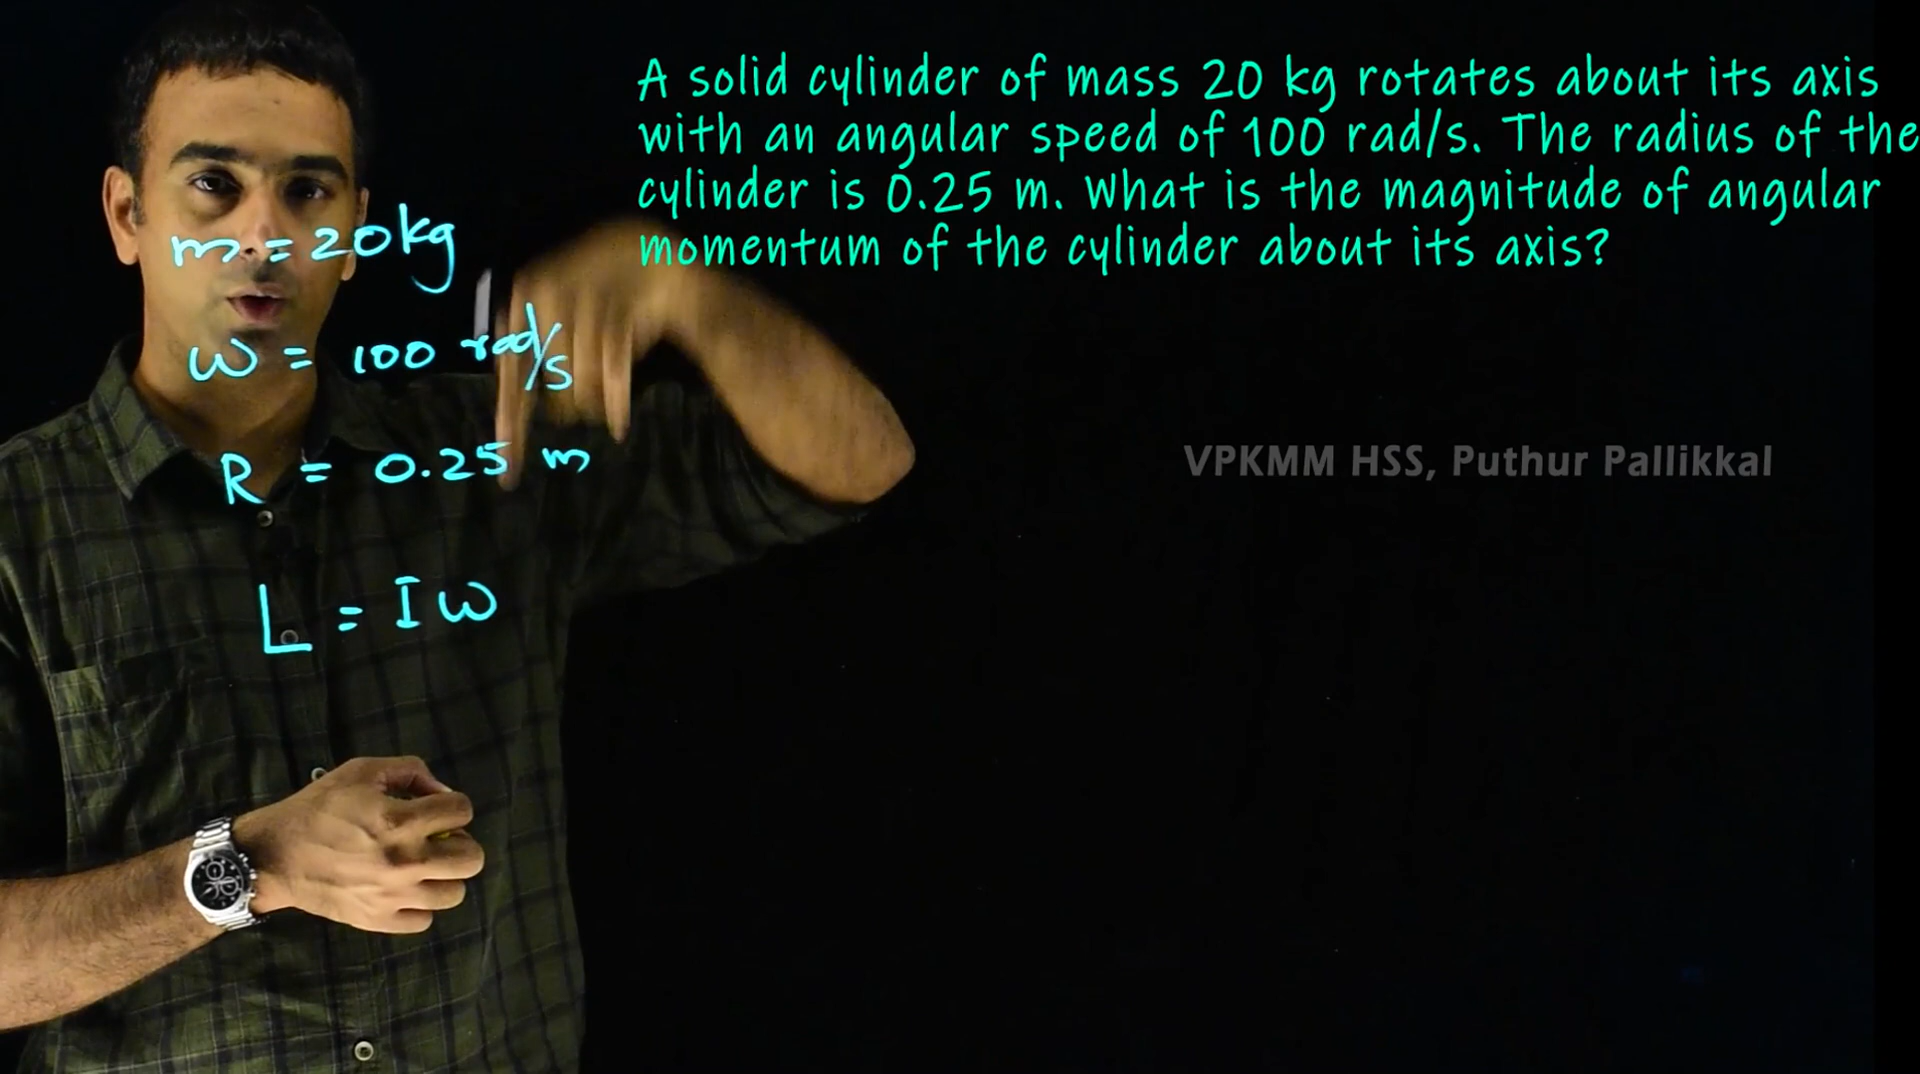 A solid cylinder of mass 20 kg rotates about its axis
with an angular speed of 100 rad/s. The radius of the
cylinder is 0.25 m. What is the magnitude of angular
momentum of the cylinder about its axis?
m = 20kg
ω = 100 rad/s
R = 0.25 m
L = I ω
VPKMM HSS, Puthur Pallikkal